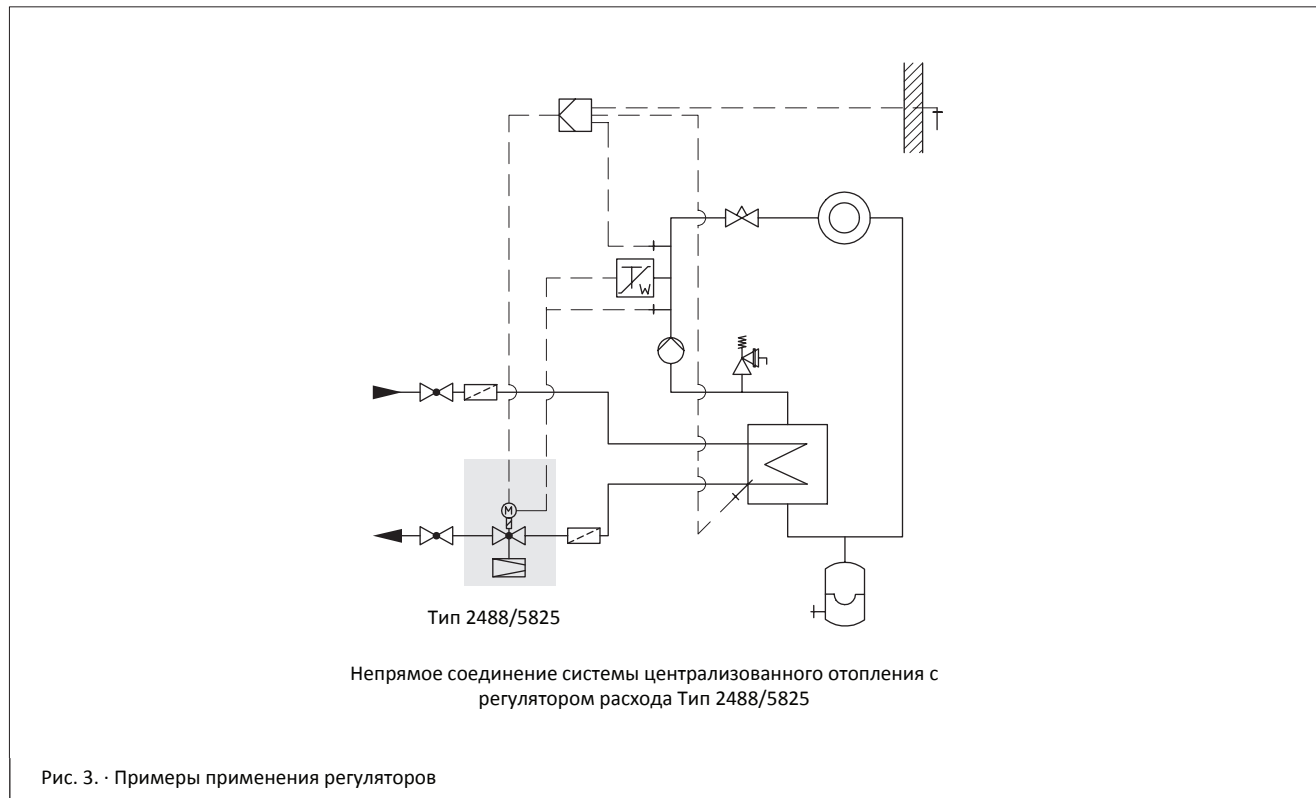 W
M
Тип 2488/5825
Непрямое соединение системы централизованного отопления с
регулятором расхода Тип 2488/5825
Рис. 3. · Примеры применения регуляторов